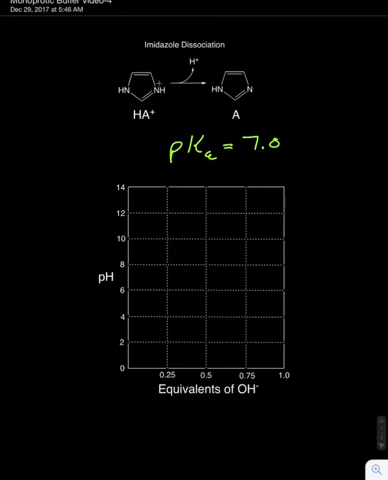 Monoprotic Buffer Video-4
Dec 29, 2017 at 5:46 AM
Imidazole Dissociation
H⁺
HN
NH
+
HN
N
HA⁺
A
pKa = 7.0
14
12
10
8
pH
6
4
2
0
0.25 0.5 0.75 1.0
Equivalents of OH⁻